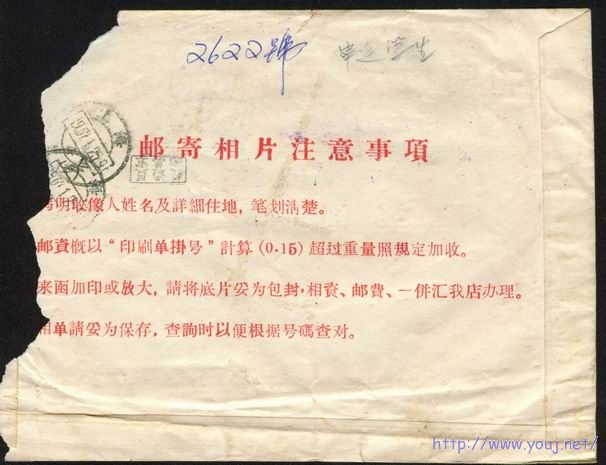 2622號
邮寄相片注意事項
寫明收像人姓名及詳細住地，笔划清楚。
邮資概以“印刷单掛号”計算(0.15)超过重量照規定加收。
來函加印或放大，請将底片妥为包封，相資、邮費、一併汇我店办理。
相单請妥为保存，查詢时以便根据号碼查对。
上海
http://www.youj.net/